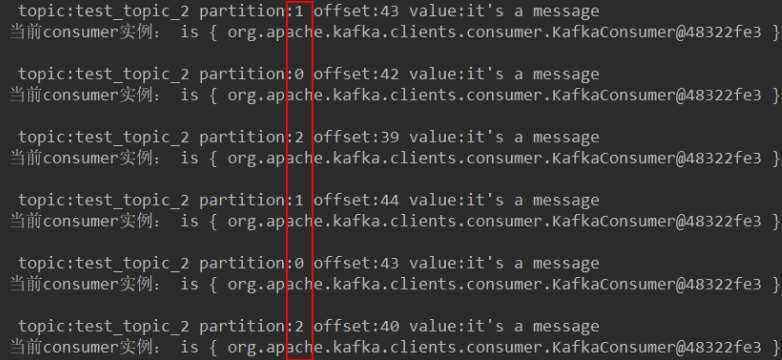 topic:test_topic_2 partition:1 offset:43 value:it's a message
当前consumer实例： is { org.apache.kafka.clients.consumer.KafkaConsumer@48322fe3 }
topic:test_topic_2 partition:0 offset:42 value:it's a message
当前consumer实例： is { org.apache.kafka.clients.consumer.KafkaConsumer@48322fe3 }
topic:test_topic_2 partition:2 offset:39 value:it's a message
当前consumer实例： is { org.apache.kafka.clients.consumer.KafkaConsumer@48322fe3 }
topic:test_topic_2 partition:1 offset:44 value:it's a message
当前consumer实例： is { org.apache.kafka.clients.consumer.KafkaConsumer@48322fe3 }
topic:test_topic_2 partition:0 offset:43 value:it's a message
当前consumer实例： is { org.apache.kafka.clients.consumer.KafkaConsumer@48322fe3 }
topic:test_topic_2 partition:2 offset:40 value:it's a message
当前consumer实例： is { org.apache.kafka.clients.consumer.KafkaConsumer@48322fe3 }